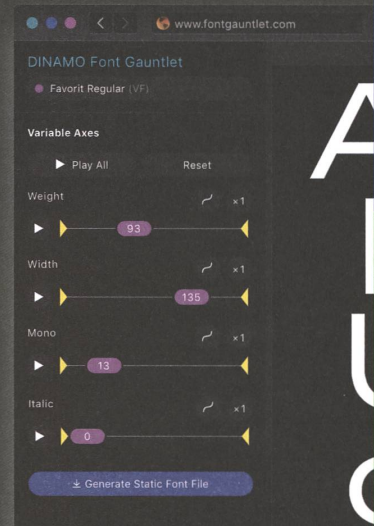 www.fontgauntlet.com
DINAMO Font Gauntlet
Favorit Regular (VF)
Variable Axes
Play All Reset
Weight ×1
93
Width ×1
135
Mono ×1
13
Italic ×1
0
Generate Static Font File
A
U